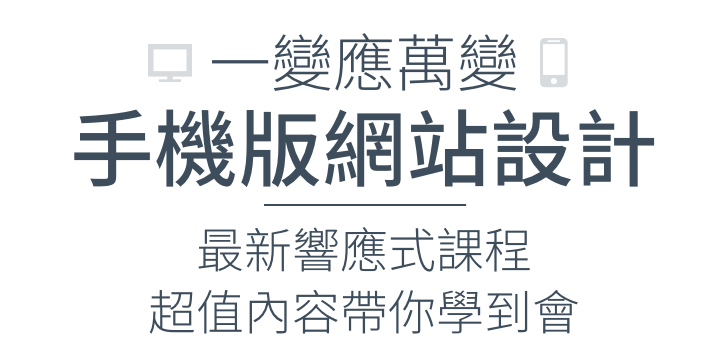 一變應萬變
手機版網站設計
最新響應式課程
超值內容帶你學到會